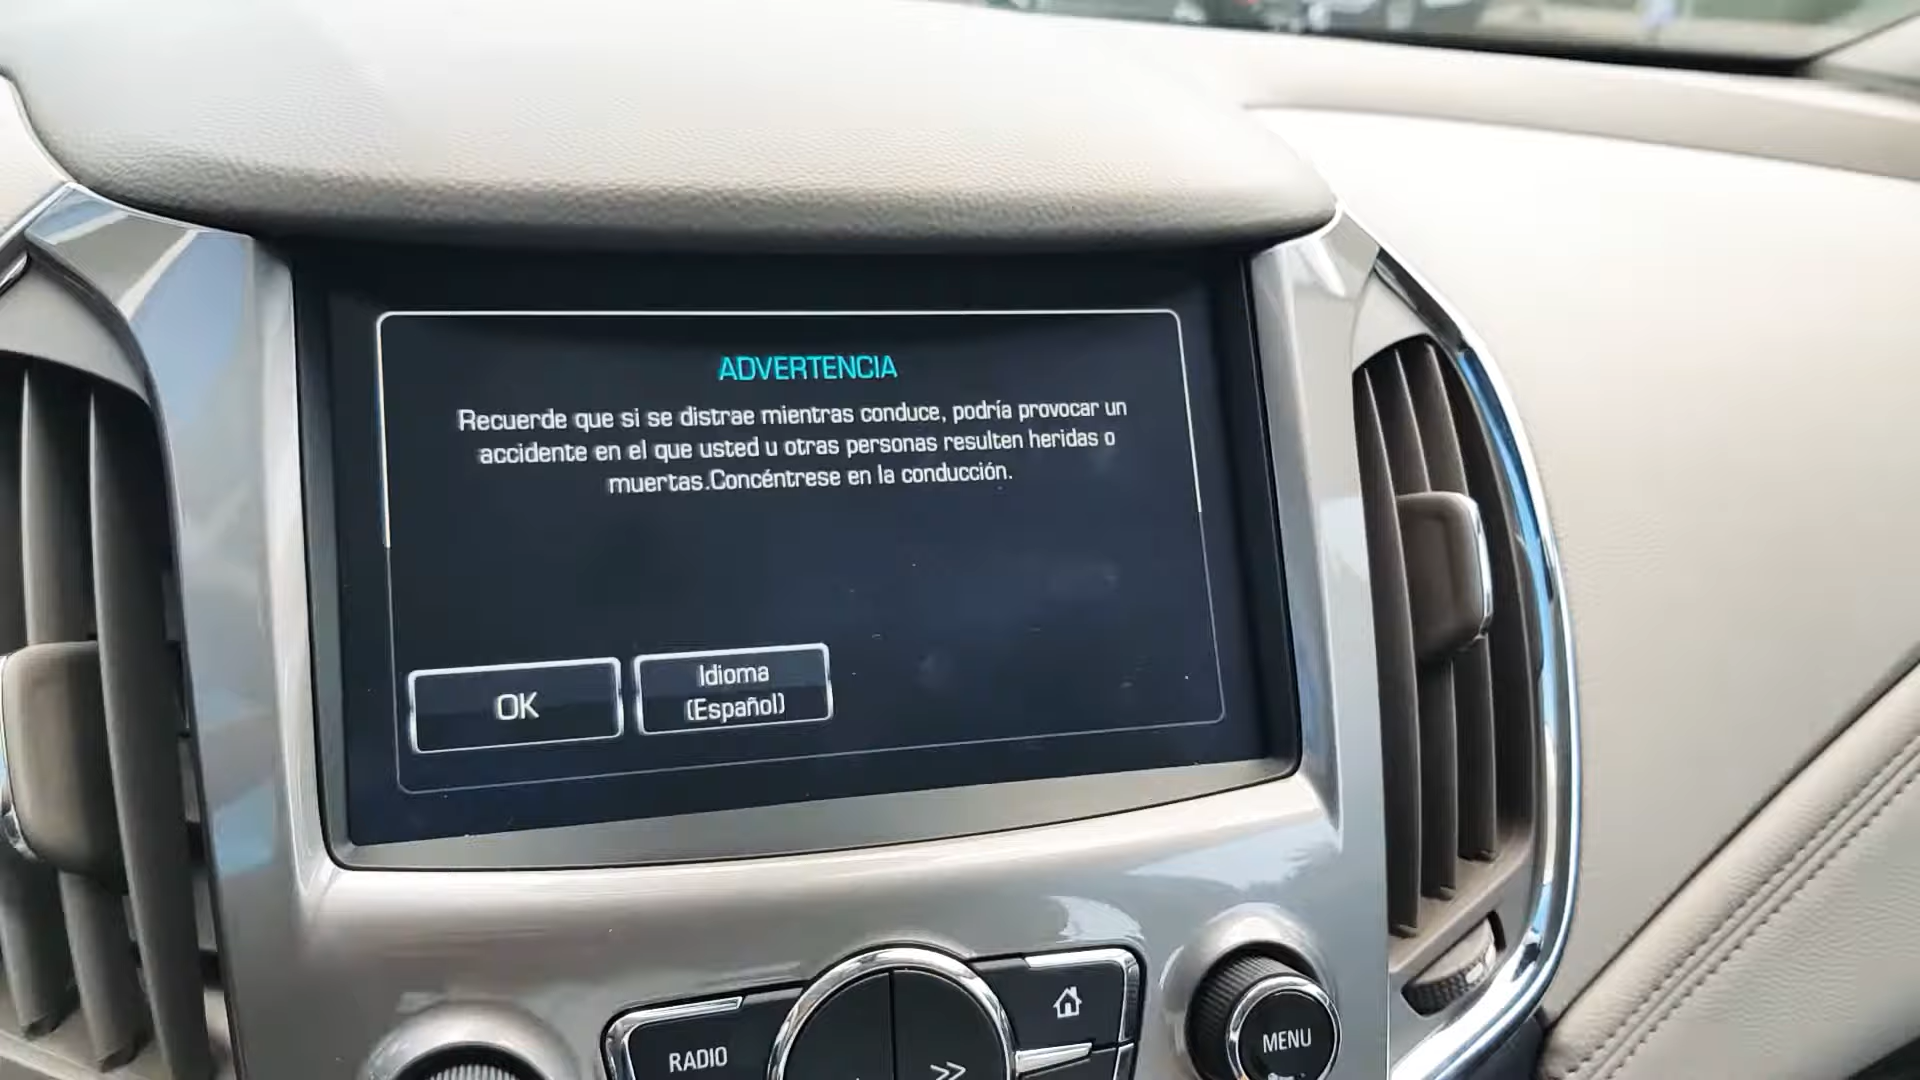 ADVERTENCIA
Recuerde que si se distrae mientras conduce, podría provocar un
accidente en el que usted u otras personas resulten heridas o
muertas.Concéntrese en la conducción.
OK
Idioma
(Español)
RADIO
>>
MENU